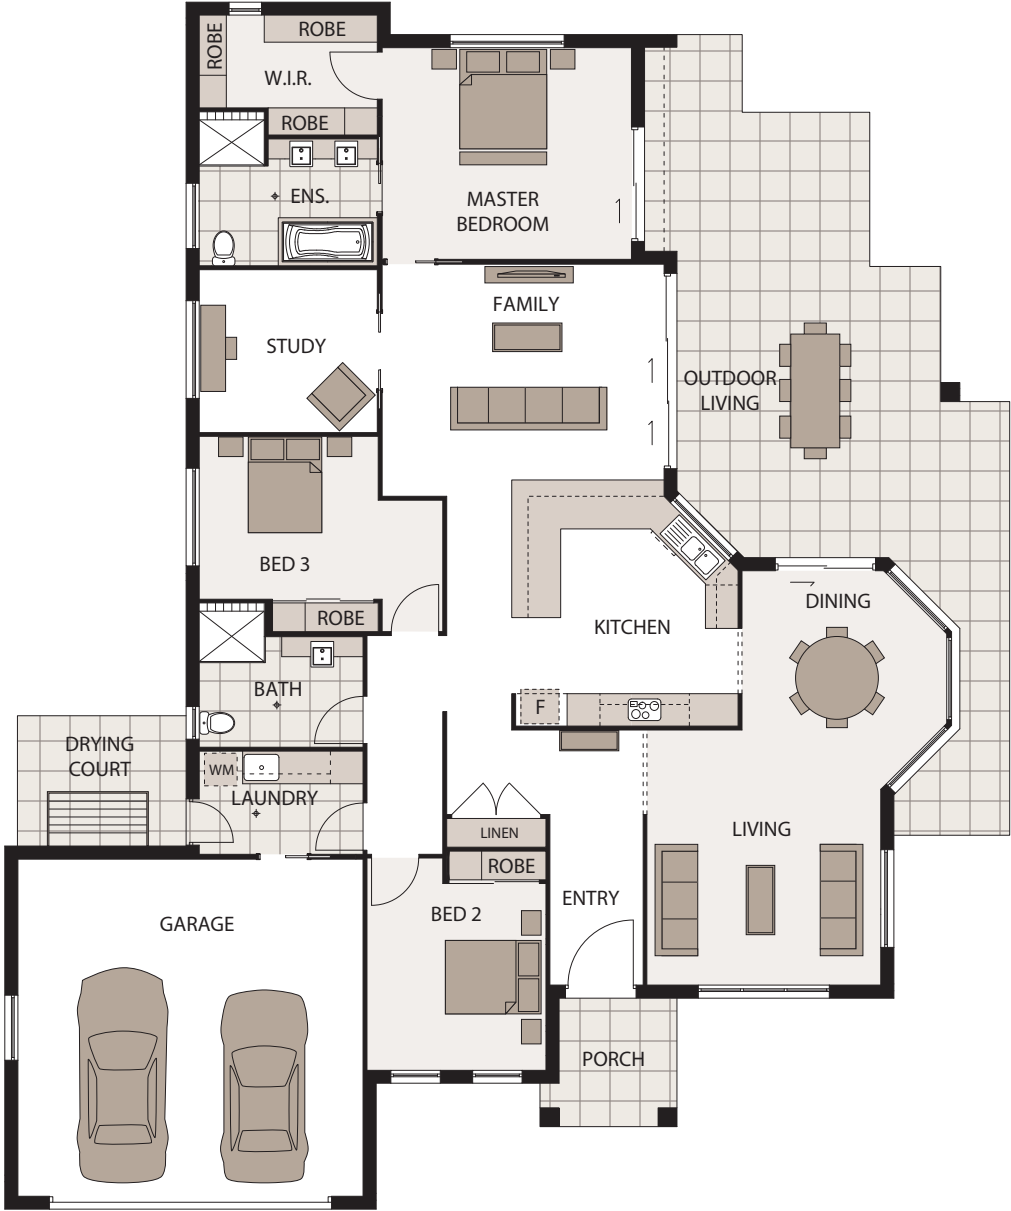 ROBE
ROBE
W.I.R.
ROBE
ENS.
MASTER
BEDROOM
FAMILY
STUDY
OUTDOOR
LIVING
BED 3
ROBE
DINING
KITCHEN
BATH
F
DRYING
COURT
WM
LAUNDRY
LINEN
LIVING
ROBE
ENTRY
BED 2
GARAGE
PORCH